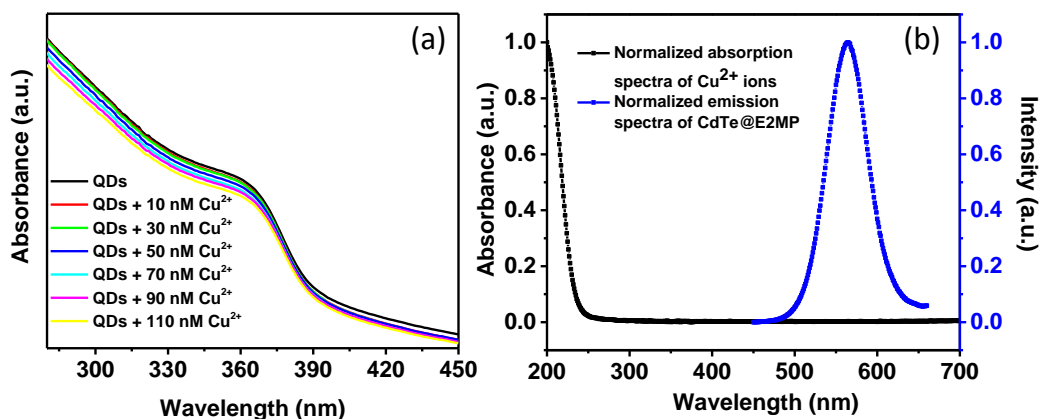 (a)
Absorbance (a.u.)
QDs
QDs + 10 nM Cu²⁺
QDs + 30 nM Cu²⁺
QDs + 50 nM Cu²⁺
QDs + 70 nM Cu²⁺
QDs + 90 nM Cu²⁺
QDs + 110 nM Cu²⁺
300 330 360 390 420 450
Wavelength (nm)
(b)
Absorbance (a.u.)
1.0
0.8
0.6
0.4
0.2
0.0
Normalized absorption
spectra of Cu²⁺ ions
Normalized emission
spectra of CdTe@E2MP
200 300 400 500 600 700
Wavelength (nm)
1.0
0.8
0.6
0.4
0.2
0.0
Intensity (a.u.)